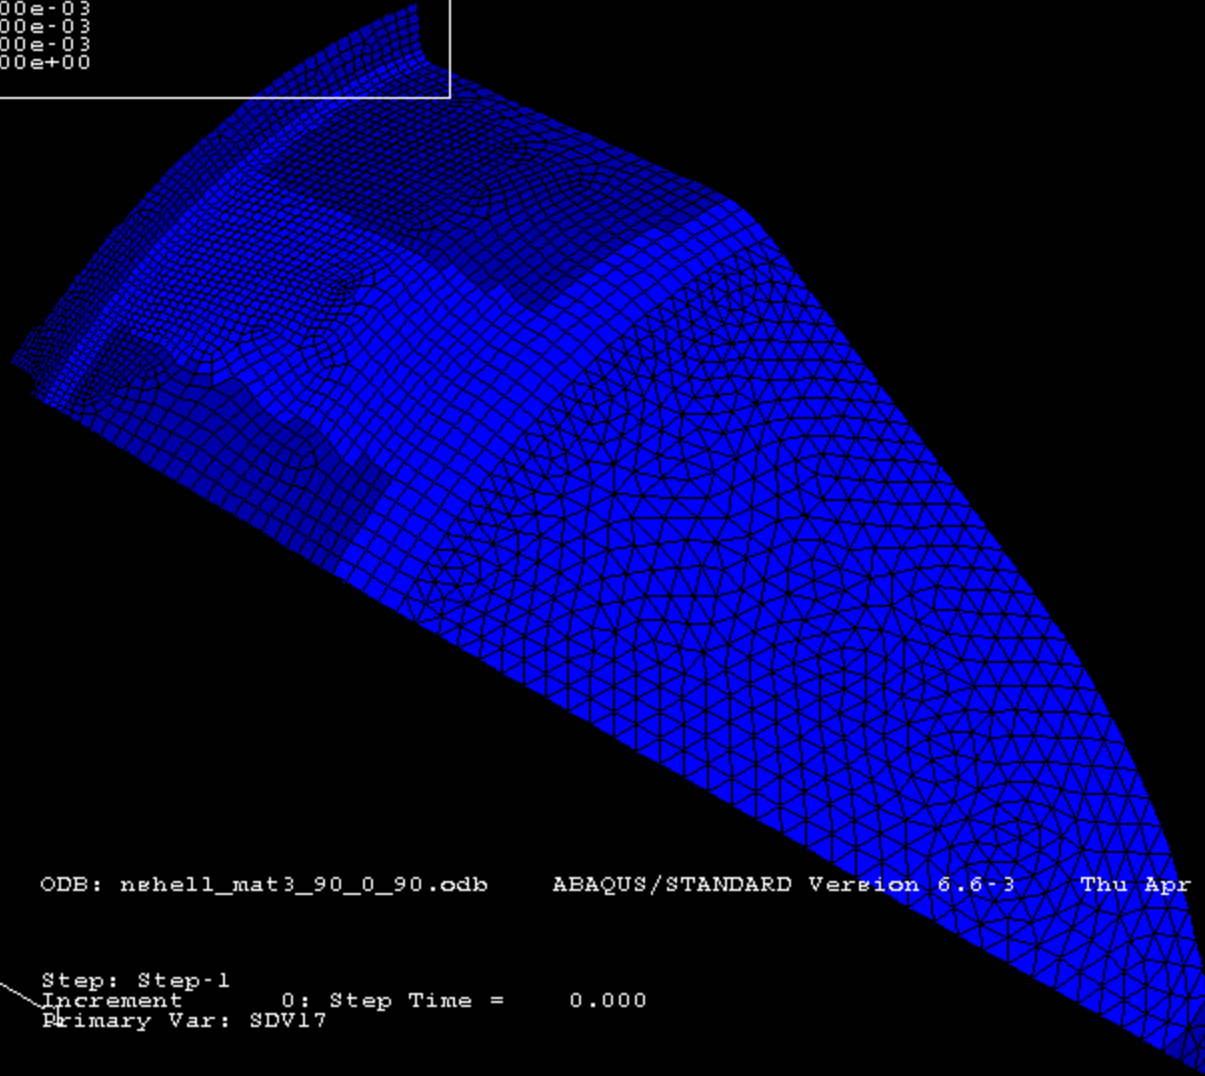 00e-03
00e-03
00e-03
00e+00
ODB: nshell_mat3_90_0_90.odb ABAQUS/STANDARD Version 6.6-3 Thu Apr
Step: Step-1
Increment 0: Step Time = 0.000
Primary Var: SDV17